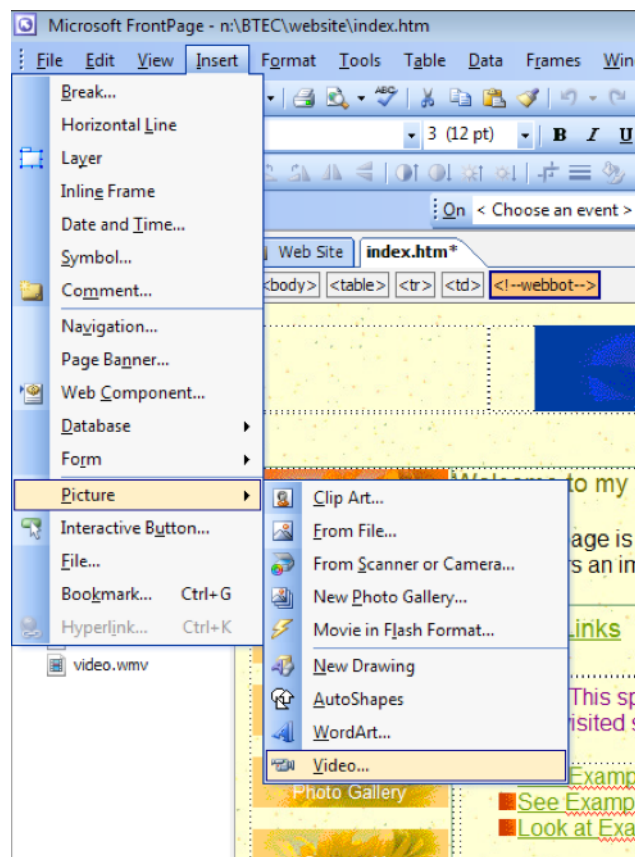 Microsoft FrontPage - n:\BTEC\website\index.htm
File Edit View Insert Format Tools Table Data Frames Win
Break...
Horizontal Line
3 (12 pt) B I U
Layer
Inline Frame
Date and Time...
On < Choose an event >
Symbol...
Web Site index.htm*
Comment...
<body> <table> <tr> <td> <!--webbot-->
Navigation...
Page Banner...
Web Component...
Database
Form
Picture
to my
Clip Art...
Interactive Button...
From File...
age is
File...
From Scanner or Camera...
s an im
Bookmark... Ctrl+G
New Photo Gallery...
Hyperlink... Ctrl+K
Movie in Flash Format...
Links
video.wmv
New Drawing
AutoShapes
This sp
WordArt...
isited s
Video...
Examp
Photo Gallery
See Examp
Look at Exa